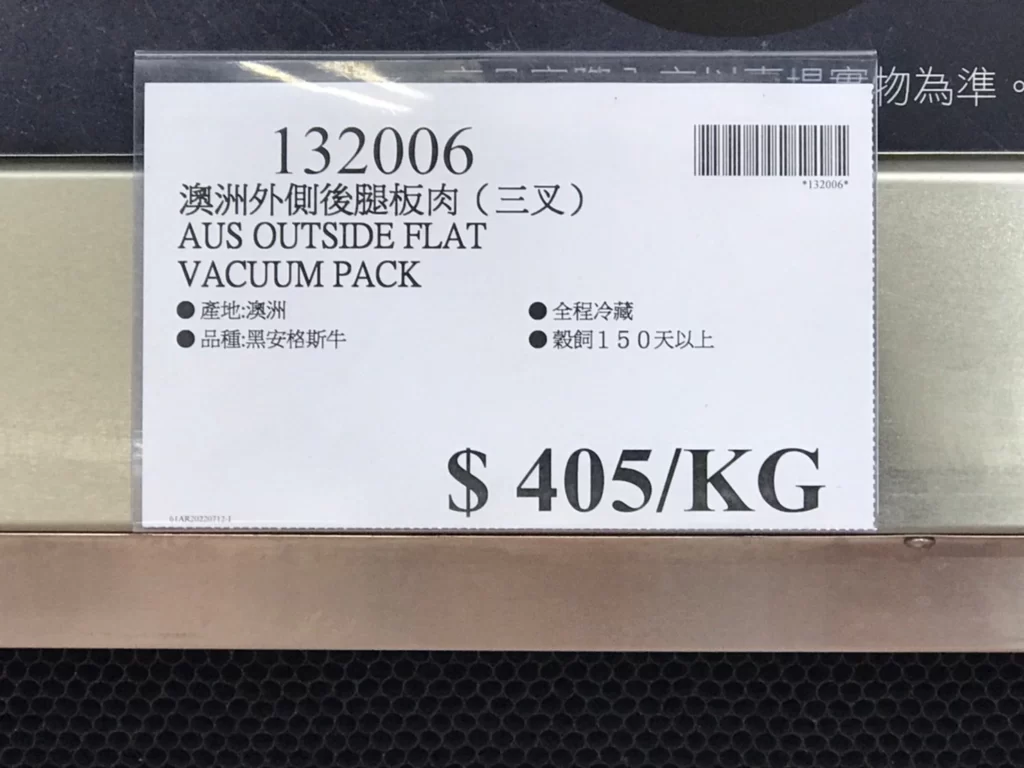 物為準。
132006
*132006*
澳洲外側後腿板肉（三叉）
AUS OUTSIDE FLAT
VACUUM PACK
●產地:澳洲
●全程冷藏
●品種:黑安格斯牛
●穀飼150天以上
$ 405/KG